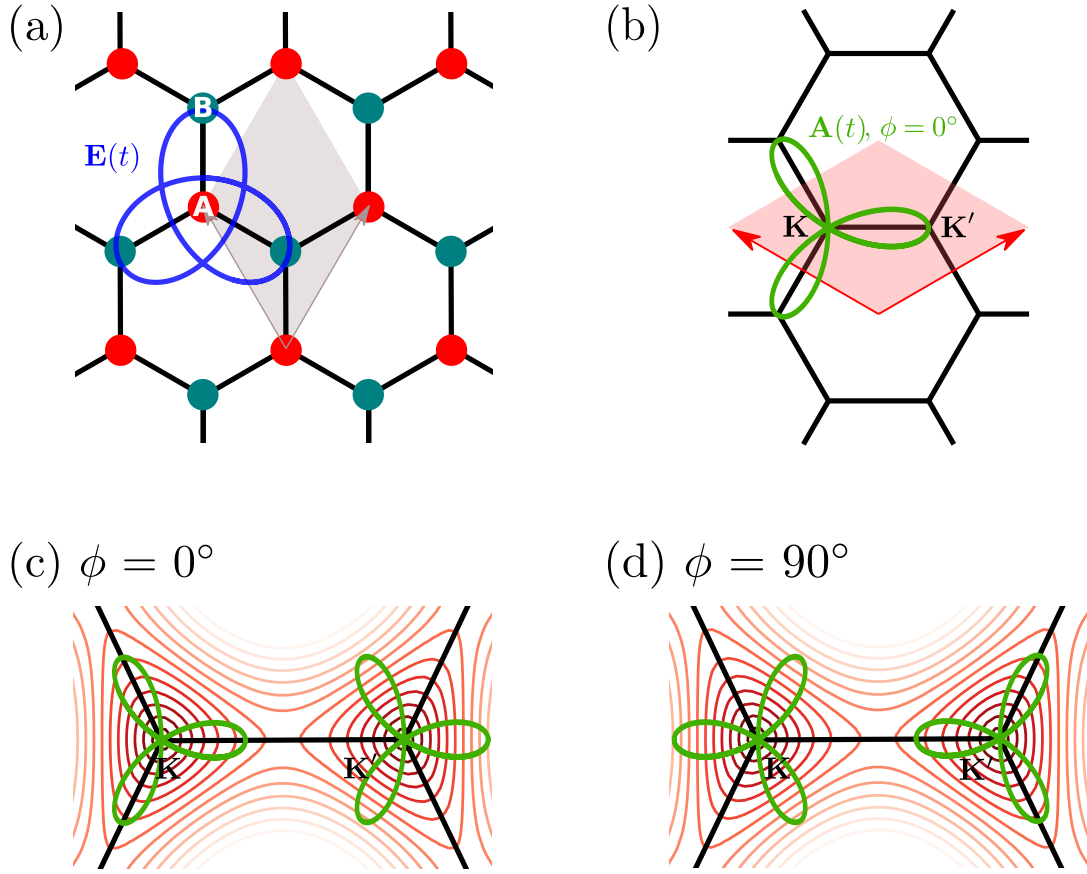 (a)
B
E(t)
A
(b)
A(t), ϕ = 0°
K
K′
(c) ϕ = 0°
K
K′
(d) ϕ = 90°
K
K′